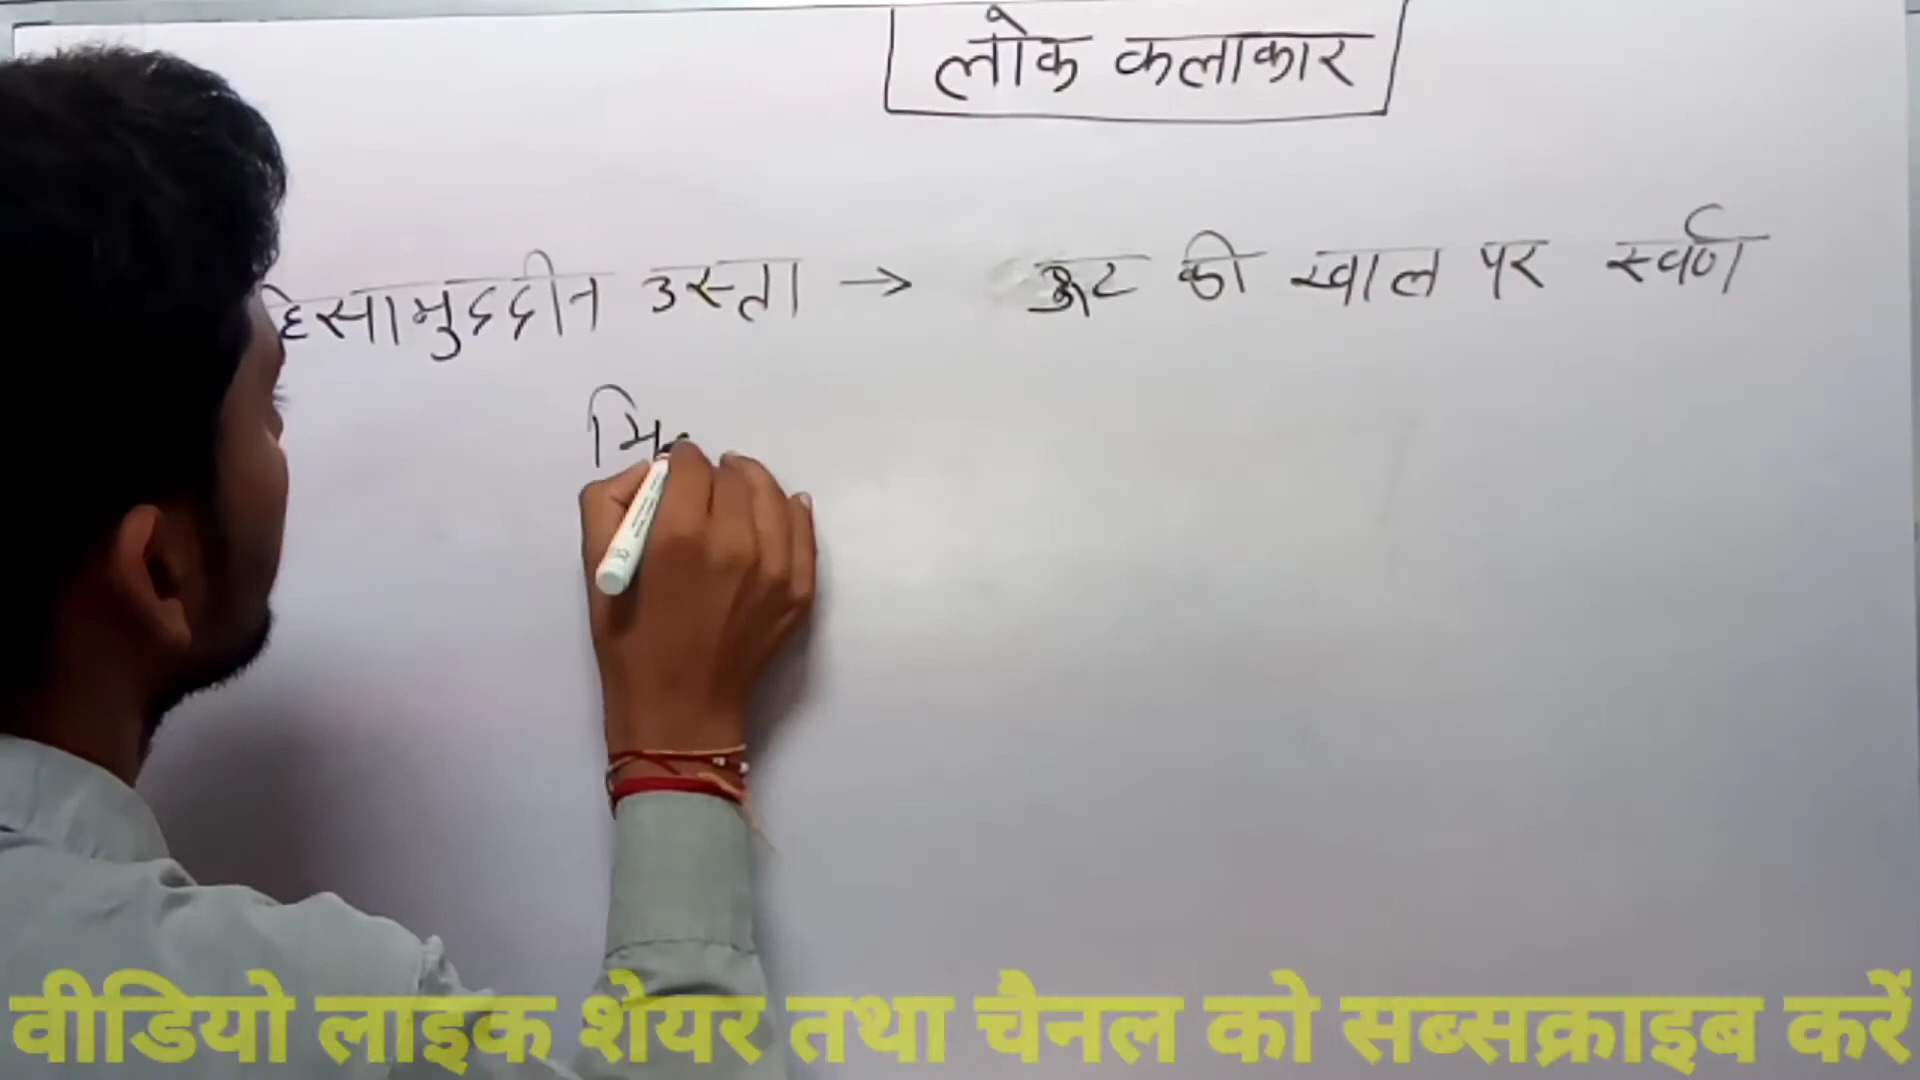 लोक कलाकार
हिसामुद्दीन उस्ता → ऊट की खाल पर स्वर्ण
मि
वीडियो लाइक शेयर तथा चैनल को सब्सक्राइब करें